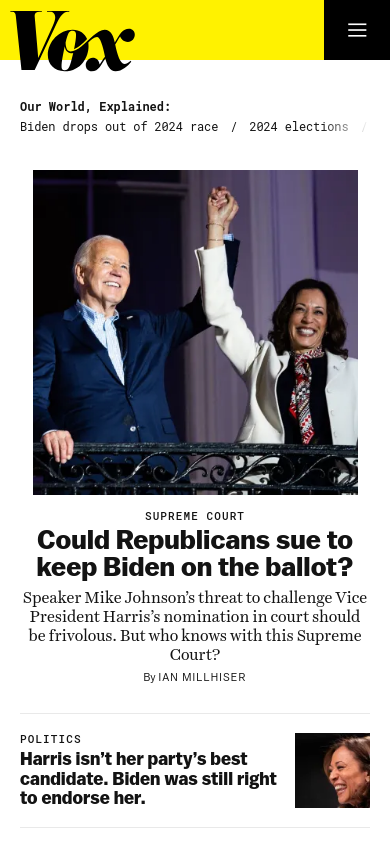 Vox
Our World, Explained:
Biden drops out of 2024 race / 2024 elections /
SUPREME COURT
Could Republicans sue to
keep Biden on the ballot?
Speaker Mike Johnson’s threat to challenge Vice
President Harris’s nomination in court should
be frivolous. But who knows with this Supreme
Court?
By IAN MILLHISER
POLITICS
Harris isn’t her party’s best
candidate. Biden was still right
to endorse her.